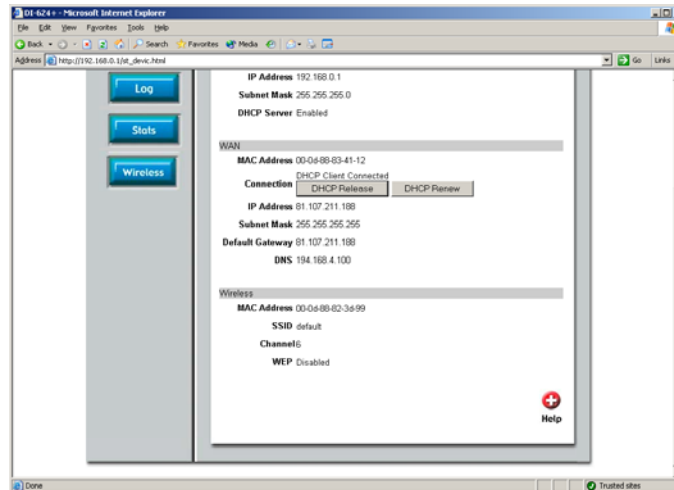 DI-624+ - Microsoft Internet Explorer
File Edit View Favorites Tools Help
Back Search Favorites Media
Address http://192.168.0.1/st_devic.html Go Links
Log
Stats
Wireless
IP Address 192.168.0.1
Subnet Mask 255.255.255.0
DHCP Server Enabled
WAN
MAC Address 00-0d-88-83-41-12
DHCP Client Connected
Connection DHCP Release DHCP Renew
IP Address 81.107.211.188
Subnet Mask 255.255.255.255
Default Gateway 81.107.211.188
DNS 194.168.4.100
Wireless
MAC Address 00-0d-88-82-3d-99
SSID default
Channel 6
WEP Disabled
Help
Done Trusted sites